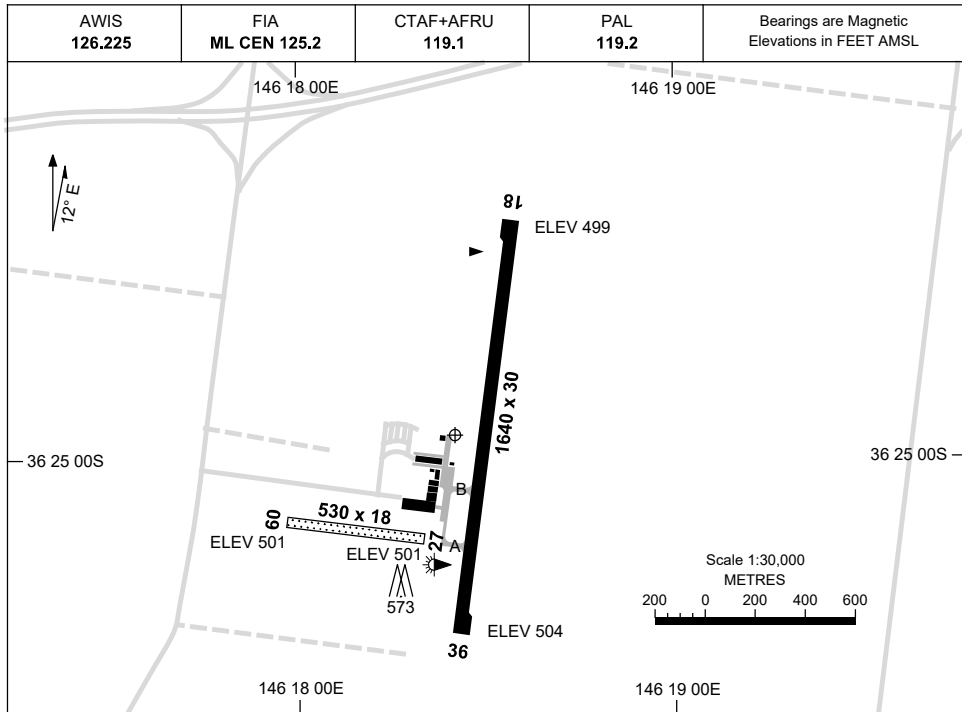 AWIS
126.225
FIA
ML CEN 125.2
CTAF+AFRU
119.1
PAL
119.2
Bearings are Magnetic
Elevations in FEET AMSL
146 18 00E
146 19 00E
12° E
18
ELEV 499
1640 x 30
36 25 00S
36 25 00S
B
530 x 18
09
27
A
ELEV 501
ELEV 501
573
Scale 1:30,000
METRES
200 0 200 400 600
ELEV 504
36
146 18 00E
146 19 00E